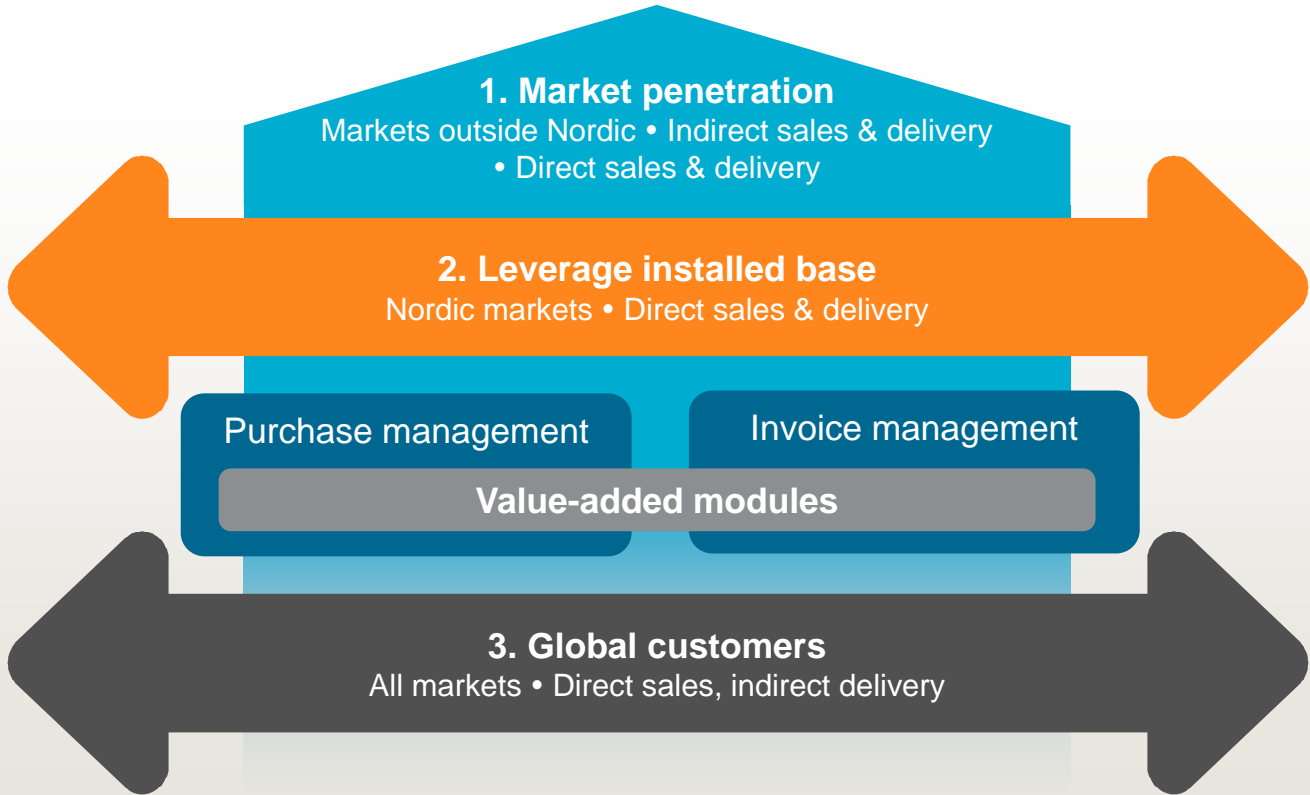 1. Market penetration
Markets outside Nordic • Indirect sales & delivery
• Direct sales & delivery
2. Leverage installed base
Nordic markets • Direct sales & delivery
Purchase management
Invoice management
Value-added modules
3. Global customers
All markets • Direct sales, indirect delivery